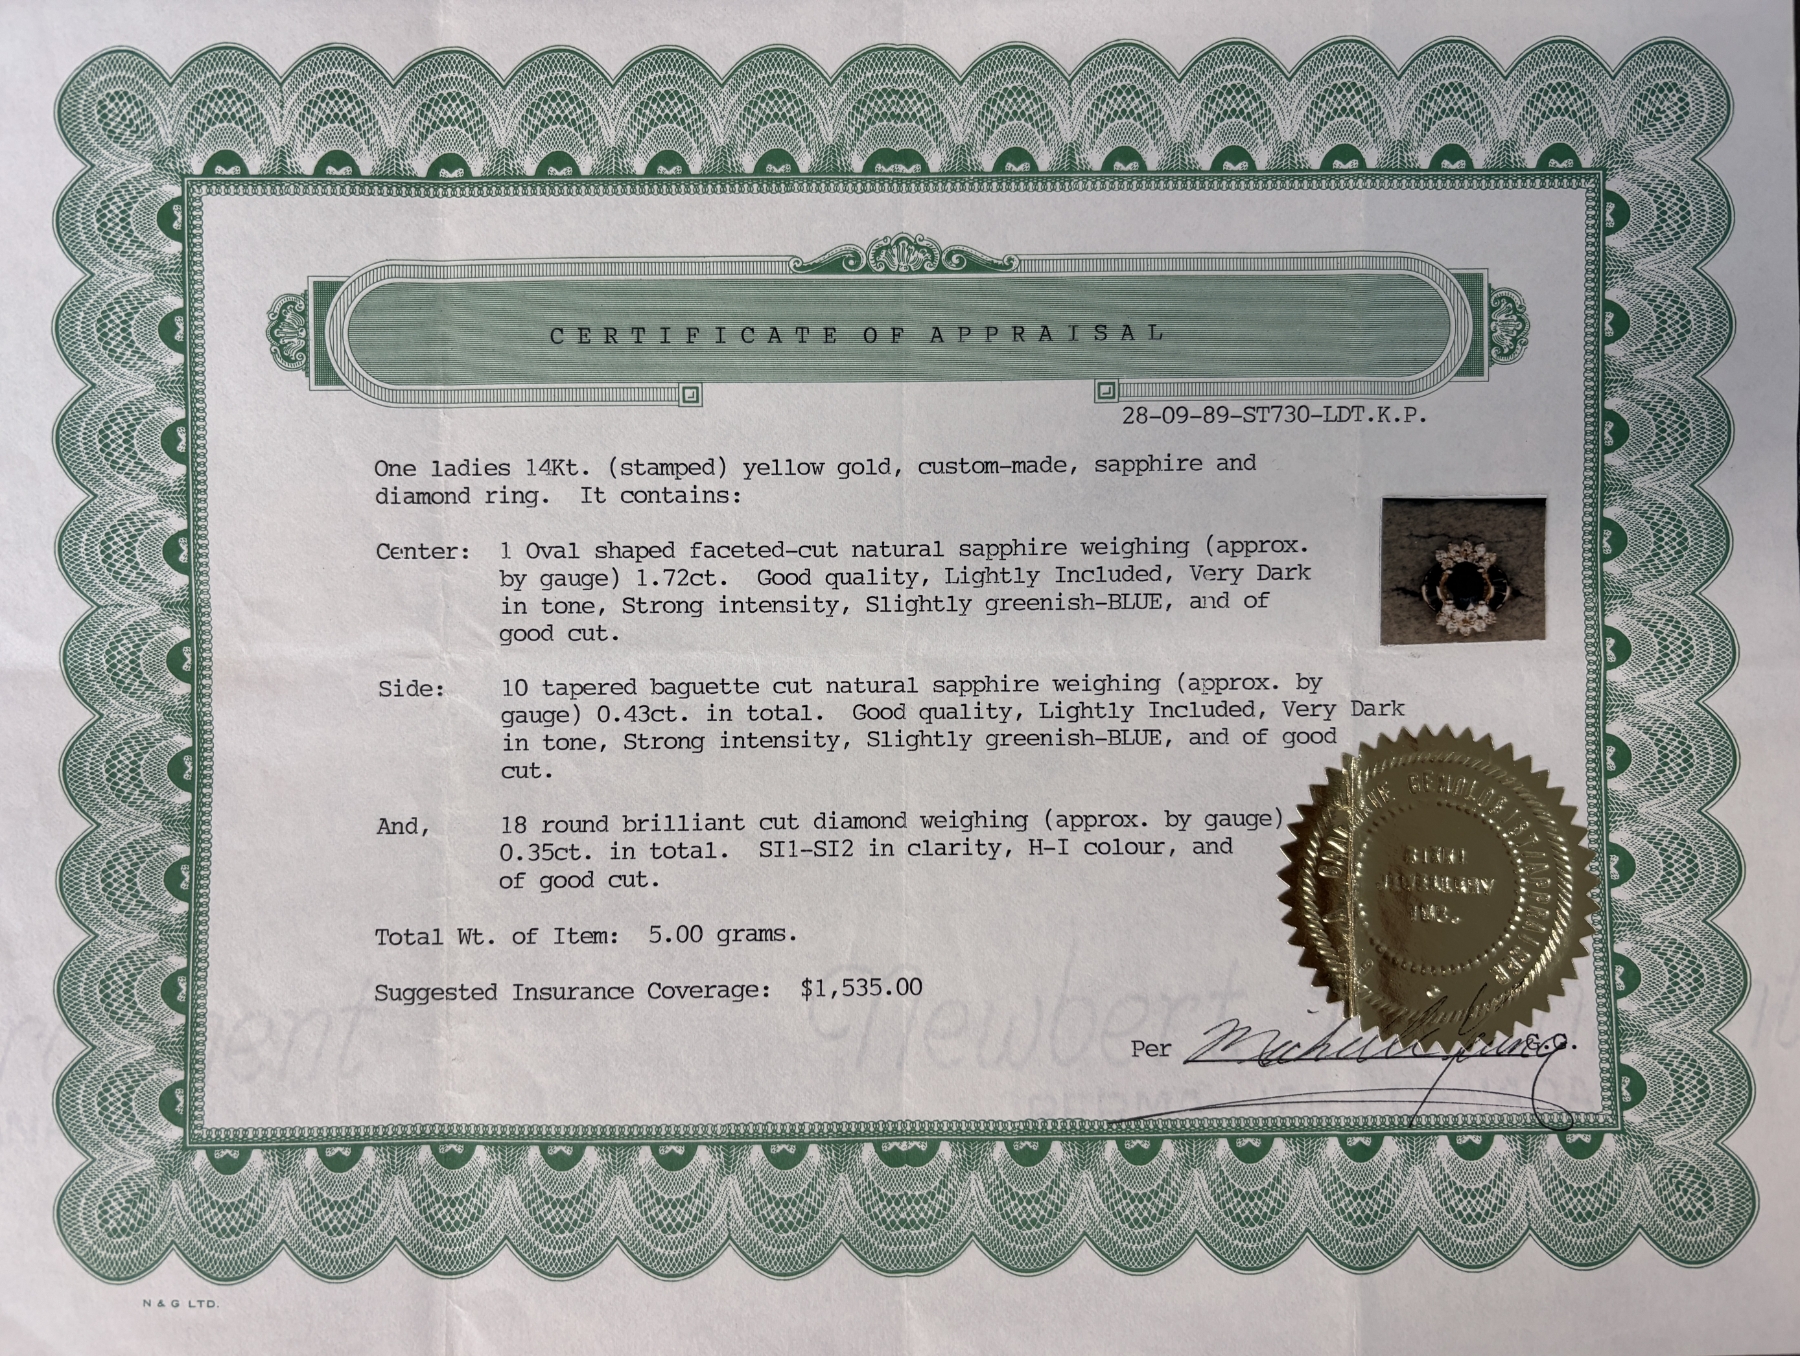 CERTIFICATE OF APPRAISAL
28-09-89-ST730-LDT.K.P.
One ladies 14Kt. (stamped) yellow gold, custom-made, sapphire and
diamond ring. It contains:
Center: 1 Oval shaped faceted-cut natural sapphire weighing (approx.
by gauge) 1.72ct. Good quality, Lightly Included, Very Dark
in tone, Strong intensity, Slightly greenish-BLUE, and of
good cut.
Side: 10 tapered baguette cut natural sapphire weighing (approx. by
gauge) 0.43ct. in total. Good quality, Lightly Included, Very Dark
in tone, Strong intensity, Slightly greenish-BLUE, and of good
cut.
And, 18 round brilliant cut diamond weighing (approx. by gauge)
0.35ct. in total. SI1-SI2 in clarity, H-I colour, and
of good cut.
Total Wt. of Item: 5.00 grams.
Suggested Insurance Coverage: $1,535.00
GEMOLOGIST APPRAISER
JEWELLERY
INC.
Per G.G.
N & G LTD.